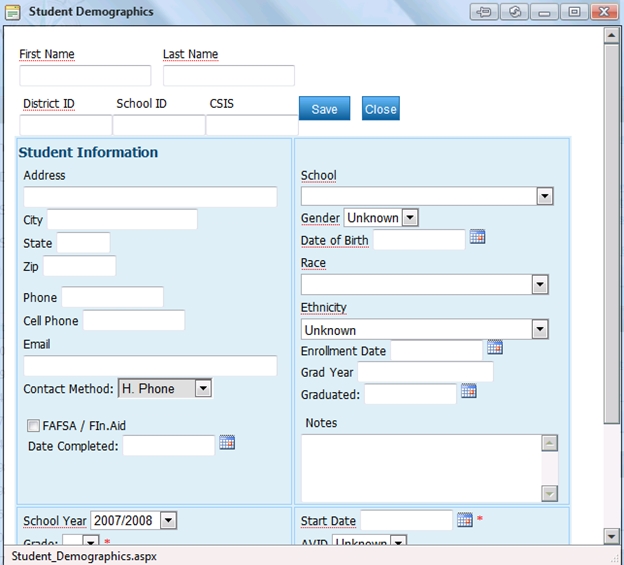 Student Demographics
First Name Last Name
District ID School ID CSIS Save Close
Student Information
Address
City
State
Zip
Phone
Cell Phone
Email
Contact Method: H. Phone
FAFSA / FIn.Aid
Date Completed:
School
Gender Unknown
Date of Birth
Race
Ethnicity
Unknown
Enrollment Date
Grad Year
Graduated:
Notes
School Year 2007/2008
Grade: *
Start Date *
AVID Unknown
Student_Demographics.aspx